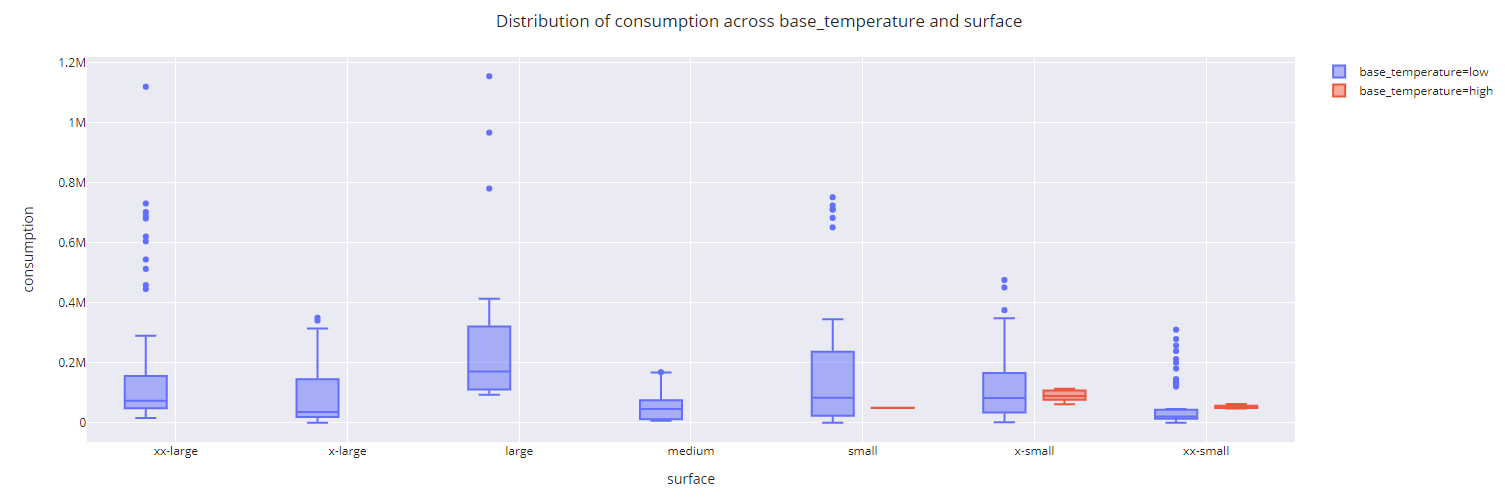 Distribution of consumption across base_temperature and surface
base_temperature=low
base_temperature=high
consumption
1.2M
1M
0.8M
0.6M
0.4M
0.2M
0
xx-large
x-large
large
medium
small
x-small
xx-small
surface